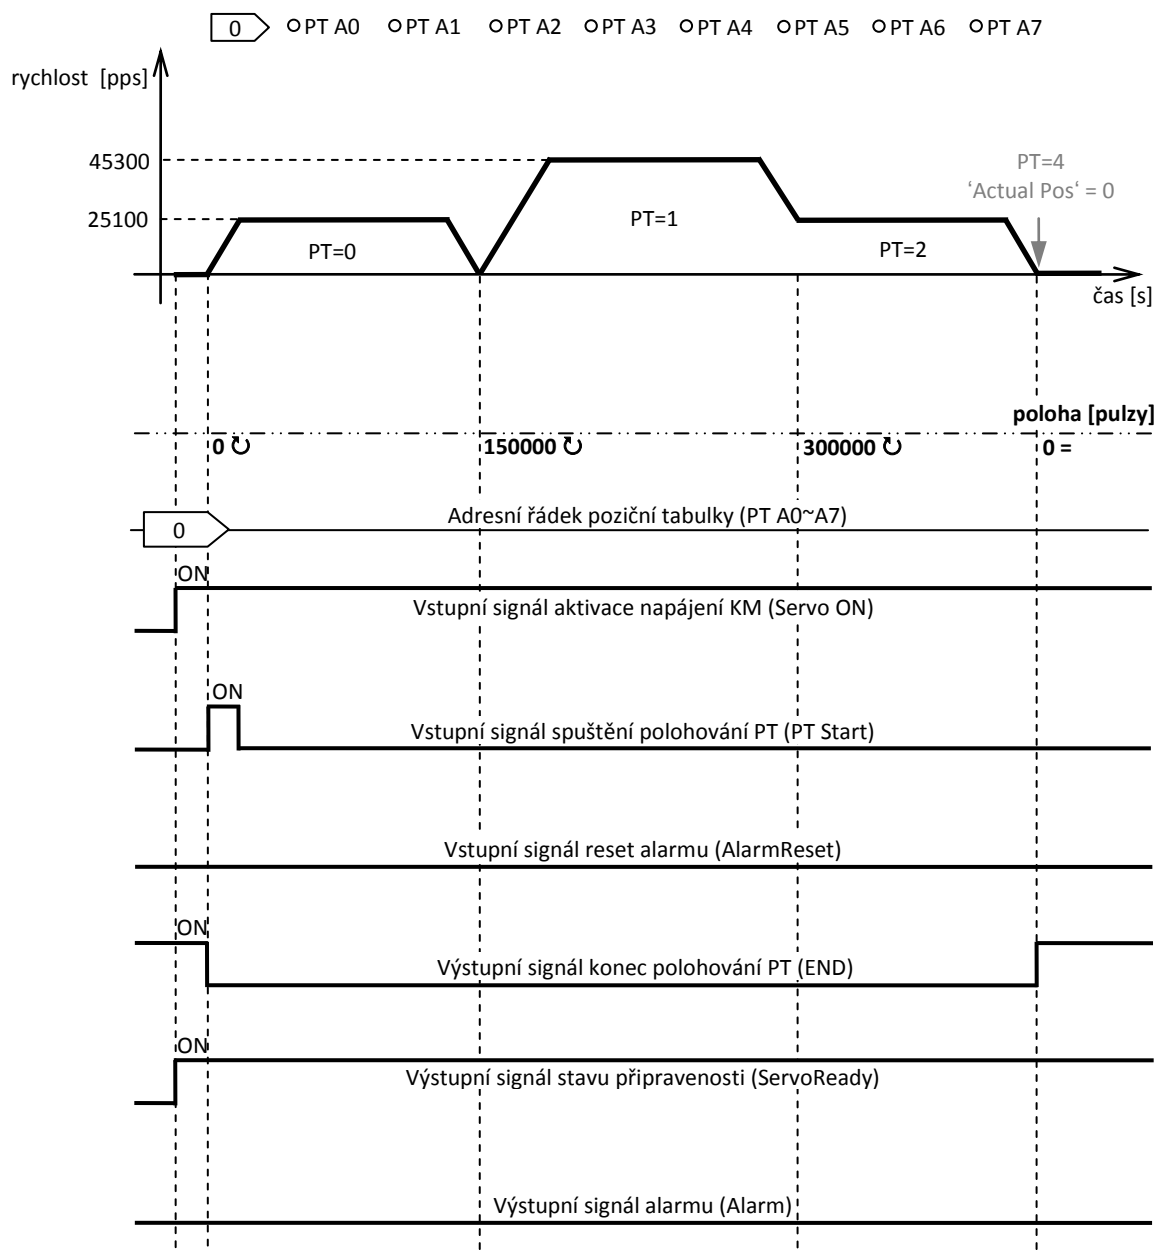 0 PT A0 PT A1 PT A2 PT A3 PT A4 PT A5 PT A6 PT A7
rychlost [pps]
45300
PT=4
‘Actual Pos‘ = 0
25100
PT=1
PT=0
PT=2
čas [s]
poloha [pulzy]
0 ↻ 150000 ↻ 300000 ↻ 0 =
Adresní řádek poziční tabulky (PT A0~A7)
0
ON
Vstupní signál aktivace napájení KM (Servo ON)
ON
Vstupní signál spuštění polohování PT (PT Start)
Vstupní signál reset alarmu (AlarmReset)
ON
Výstupní signál konec polohování PT (END)
ON
Výstupní signál stavu připravenosti (ServoReady)
Výstupní signál alarmu (Alarm)